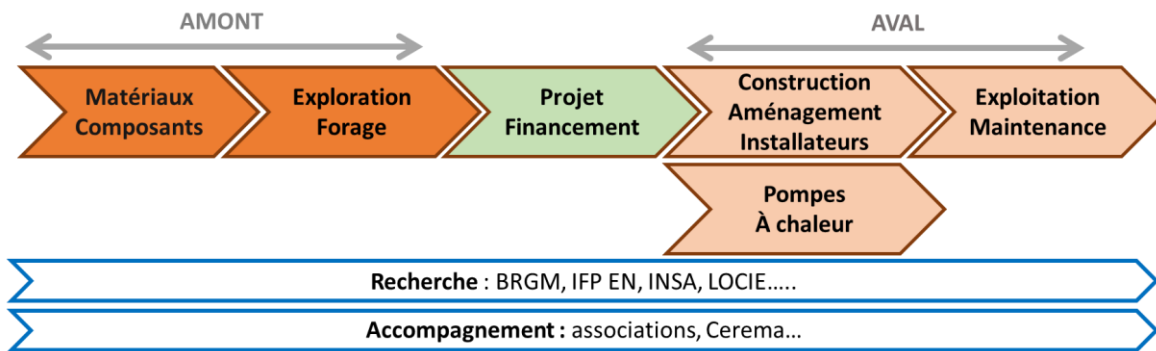 AMONT
AVAL
Matériaux
Composants
Exploration
Forage
Projet
Financement
Construction
Aménagement
Installateurs
Exploitation
Maintenance
Pompes
À chaleur
Recherche : BRGM, IFP EN, INSA, LOCIE…..
Accompagnement : associations, Cerema…